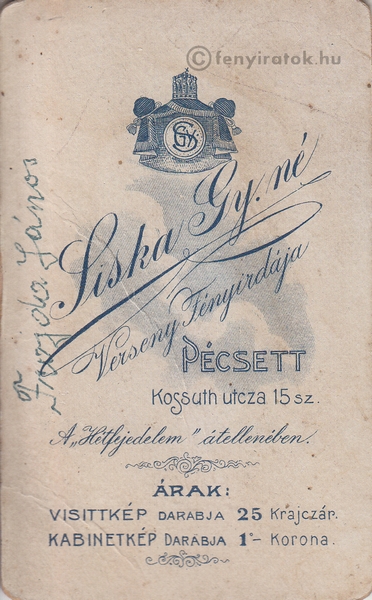 ©fenyiratok.hu
SGy.
Siska Gy. né
Verseny Fényirdája
PÉCSETT
Kossuth utcza 15 sz.
A „Hétfejedelem” átellenében.
ÁRAK:
VISITTKÉP DARABJA 25 Krajczár.
KABINETKÉP DARABJA 1·– Korona.
János